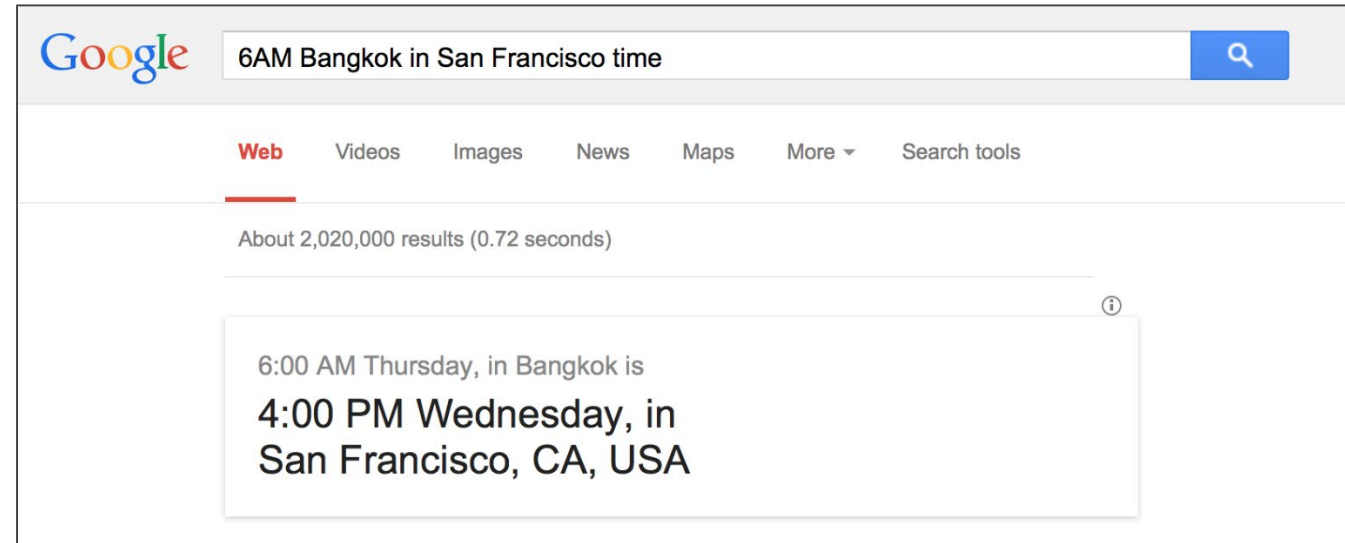 Google
6AM Bangkok in San Francisco time
Web Videos Images News Maps More Search tools
About 2,020,000 results (0.72 seconds)
6:00 AM Thursday, in Bangkok is
4:00 PM Wednesday, in
San Francisco, CA, USA